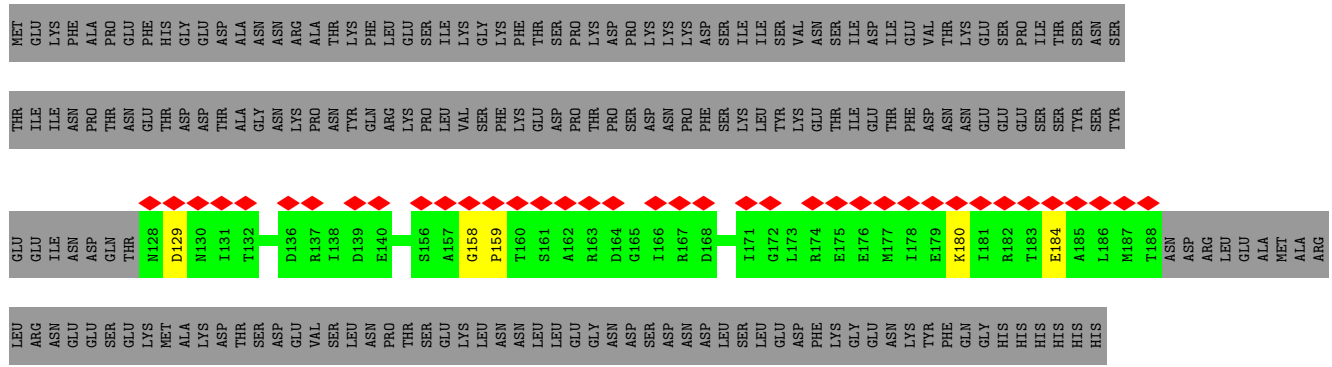 MET GLU LYS PHE ALA PRO GLU PHE HIS GLY GLU ASP ALA ASN ASN ARG ALA THR LYS PHE LEU GLU SER ILE LYS GLY LYS PHE THR SER PRO LYS ASP PRO LYS LYS LYS ASP SER ILE ILE SER VAL ASN SER ILE ASP ILE GLU VAL THR LYS GLU SER PRO ILE THR SER ASN SER
THR ILE ILE ASN PRO THR ASN GLU THR ASP ASP THR ALA GLY ASN LYS PRO ASN TYR GLN ARG LYS PRO LEU VAL SER PHE LYS GLU ASP PRO THR PRO SER ASP ASN PRO PHE SER LYS LEU TYR LYS GLU THR ILE GLU THR PHE ASP ASN ASN GLU GLU GLU SER SER TYR SER TYR
GLU GLU ILE ASN ASP GLN THR N128 D129 N130 I131 T132 D136 R137 I138 D139 E140 S156 A157 G158 P159 T160 S161 A162 R163 D164 G165 I166 R167 D168 I171 G172 L173 R174 E175 E176 M177 I178 E179 K180 I181 R182 T183 E184 A185 L186 M187 T188 ASN ASP ARG LEU GLU ALA MET ALA ARG
LEU ARG ASN GLU GLU SER GLU LYS MET ALA LYS ASP THR SER ASP GLU VAL SER LEU ASN PRO THR SER GLU LYS LEU ASN ASN LEU LEU GLU GLY ASN ASP SER ASP ASN ASP LEU SER LEU GLU ASP PHE LYS GLY GLU ASN LYS TYR PHE GLN GLY HIS HIS HIS HIS HIS HIS